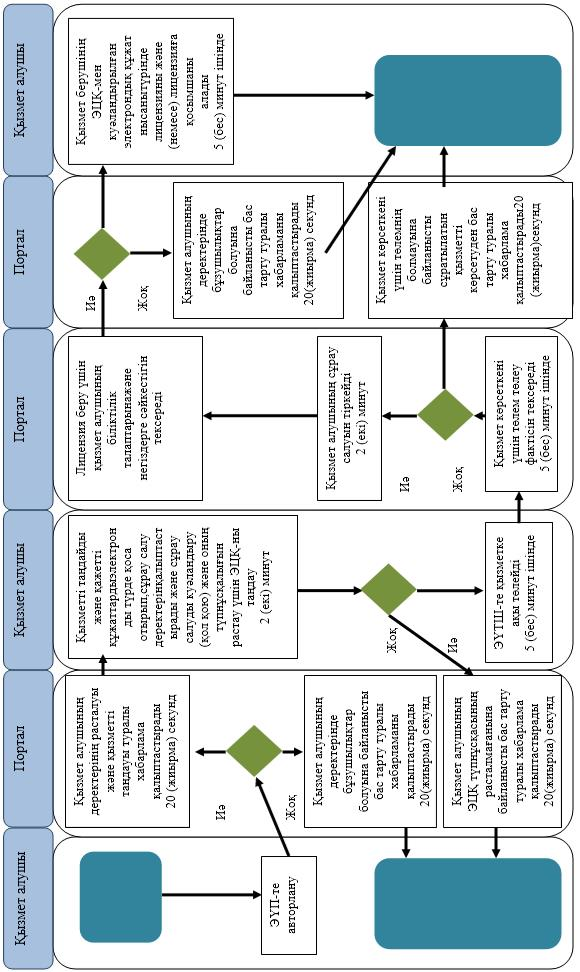 Қызмет алушы
Портал
Қызмет алушы
Портал
Портал
Қызмет алушы
ЭҮП-те
авторлану
Қызмет алушының
деректерінің расталуы
және қызметті
таңдауы туралы
хабарлама
қалыптастырады
20 (жиырма) секунд
Иә
Жоқ
Қызмет алушының
деректерінде
бұзушылықтар
болуына байланысты
бас тарту туралы
хабарламаны
қалыптастырады
20(жиырма) секунд
Қызмет алушының
ЭЦҚ түпнұсқасының
расталмағанына
байланысты бас тарту
туралы хабарлама
қалыптастырады
20(жиырма) секунд
Қызметті таңдайды
және қажетті
құжаттардыэлектрон
ды түрде қоса
отырып,сұрау салу
деректерінқалыптаст
ырады және сұрау
салуды куәландыру
(қол қою) және оның
түпнұсқалығын
растау үшін ЭЦҚ-ны
таңдау
2 (екі) минут
Жоқ
Иә
ЭҮТШ-те қызметке
ақы төлейді
5 (бес) минут ішінде
Лицензия беру үшін
қызмет алушының
біліктілік
талаптарынажәне
негіздерге сәйкестігін
тексереді
Қызмет алушының сұрау
салуын тіркейді
2 (екі) минут
Иә
Жоқ
Қызмет көрсеткені
үшін төлем төлеу
фактісін тексереді
5 (бес) минут ішінде
Иә
Жоқ
Қызмет алушының
деректерінде
бұзушылықтар
болуына
байланысты бас
тарту туралы
хабарламаны
қалыптастырады
20(жиырма) секунд
Қызмет көрсеткені
үшін төлемнің
болмауына
байланысты
сұратылатын
қызметті
көрсетуден бас
тарту туралы
хабарлама
қалыптастырады20
(жиырма)секунд
Қызмет берушінің
ЭЦҚ-мен
куәландырылған
электрондық құжат
нысанытүрінде
лицензияны және
(немесе) лицензияға
қосымшаны
алады
5 (бес) минут ішінде